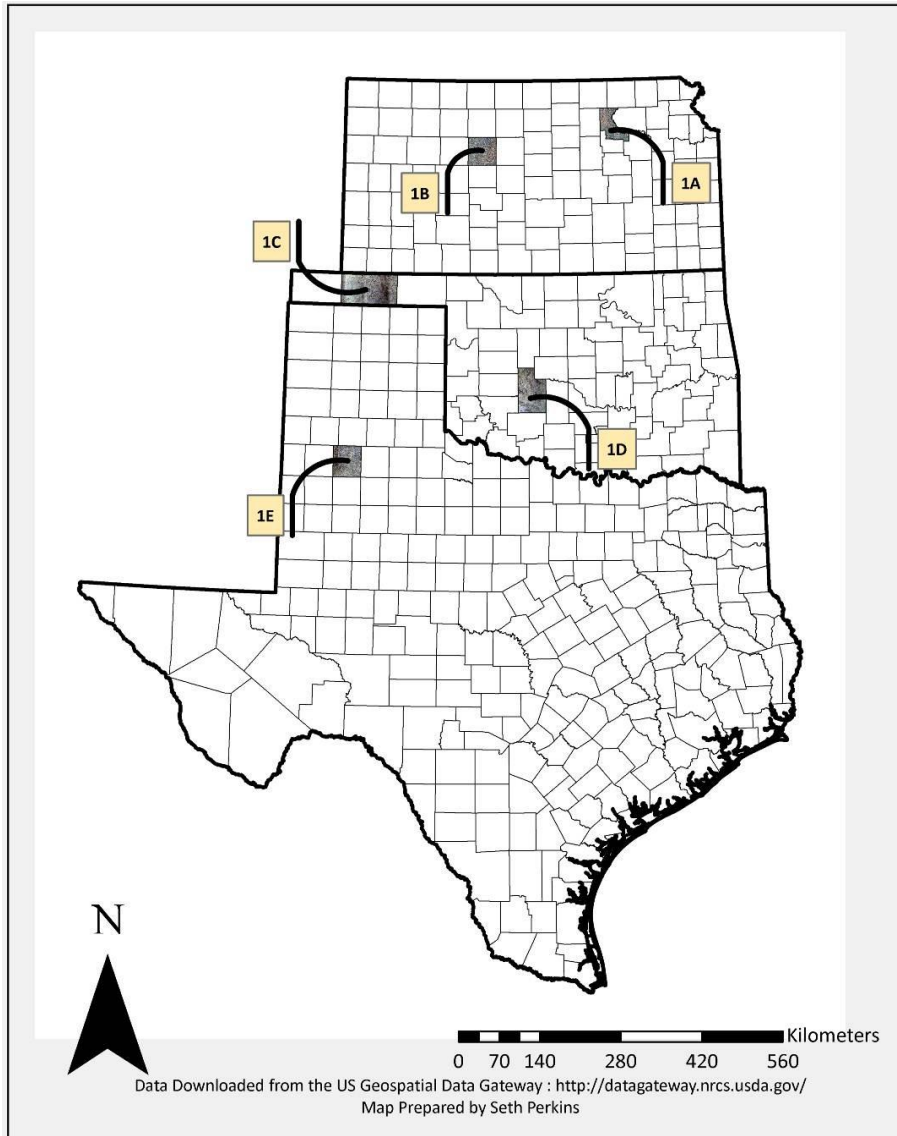 1A
1B
1C
1D
1E
N
Kilometers
0 70 140 280 420 560
Data Downloaded from the US Geospatial Data Gateway : http://datagateway.nrcs.usda.gov/
Map Prepared by Seth Perkins